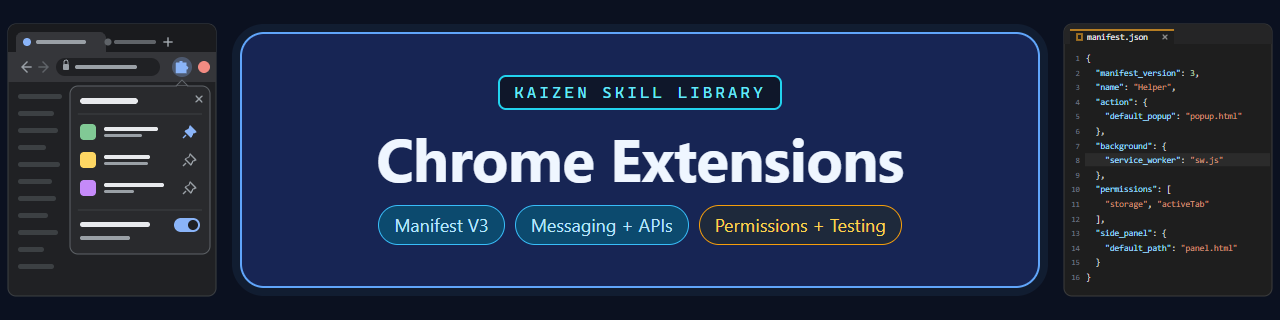 KAIZEN SKILL LIBRARY
Chrome Extensions
Manifest V3
Messaging + APIs
Permissions + Testing
manifest.json ×
1 {
2 "manifest_version": 3,
3 "name": "Helper",
4 "action": {
5 "default_popup": "popup.html"
6 },
7 "background": {
8 "service_worker": "sw.js"
9 },
10 "permissions": [
11 "storage", "activeTab"
12 ],
13 "side_panel": {
14 "default_path": "panel.html"
15 }
16 }